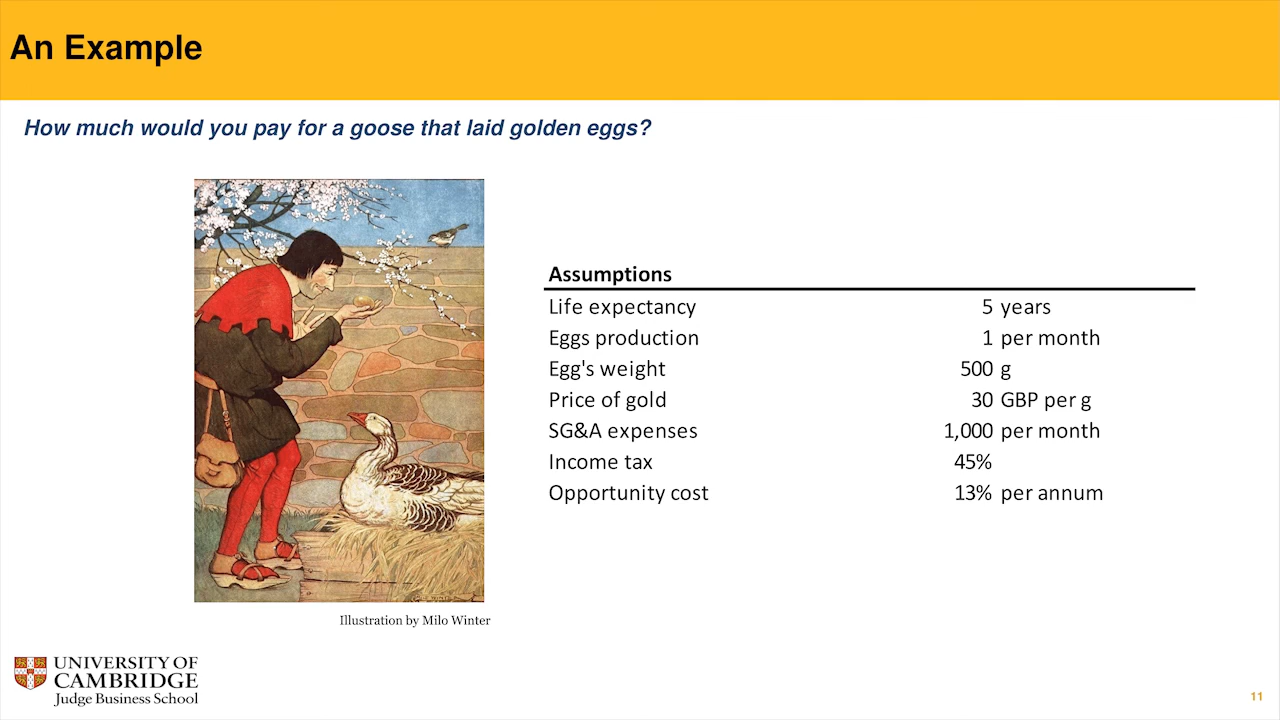 An Example
How much would you pay for a goose that laid golden eggs?
Assumptions
Life expectancy 5 years
Eggs production 1 per month
Egg's weight 500 g
Price of gold 30 GBP per g
SG&A expenses 1,000 per month
Income tax 45%
Opportunity cost 13% per annum
Illustration by Milo Winter
UNIVERSITY OF
CAMBRIDGE
Judge Business School
11